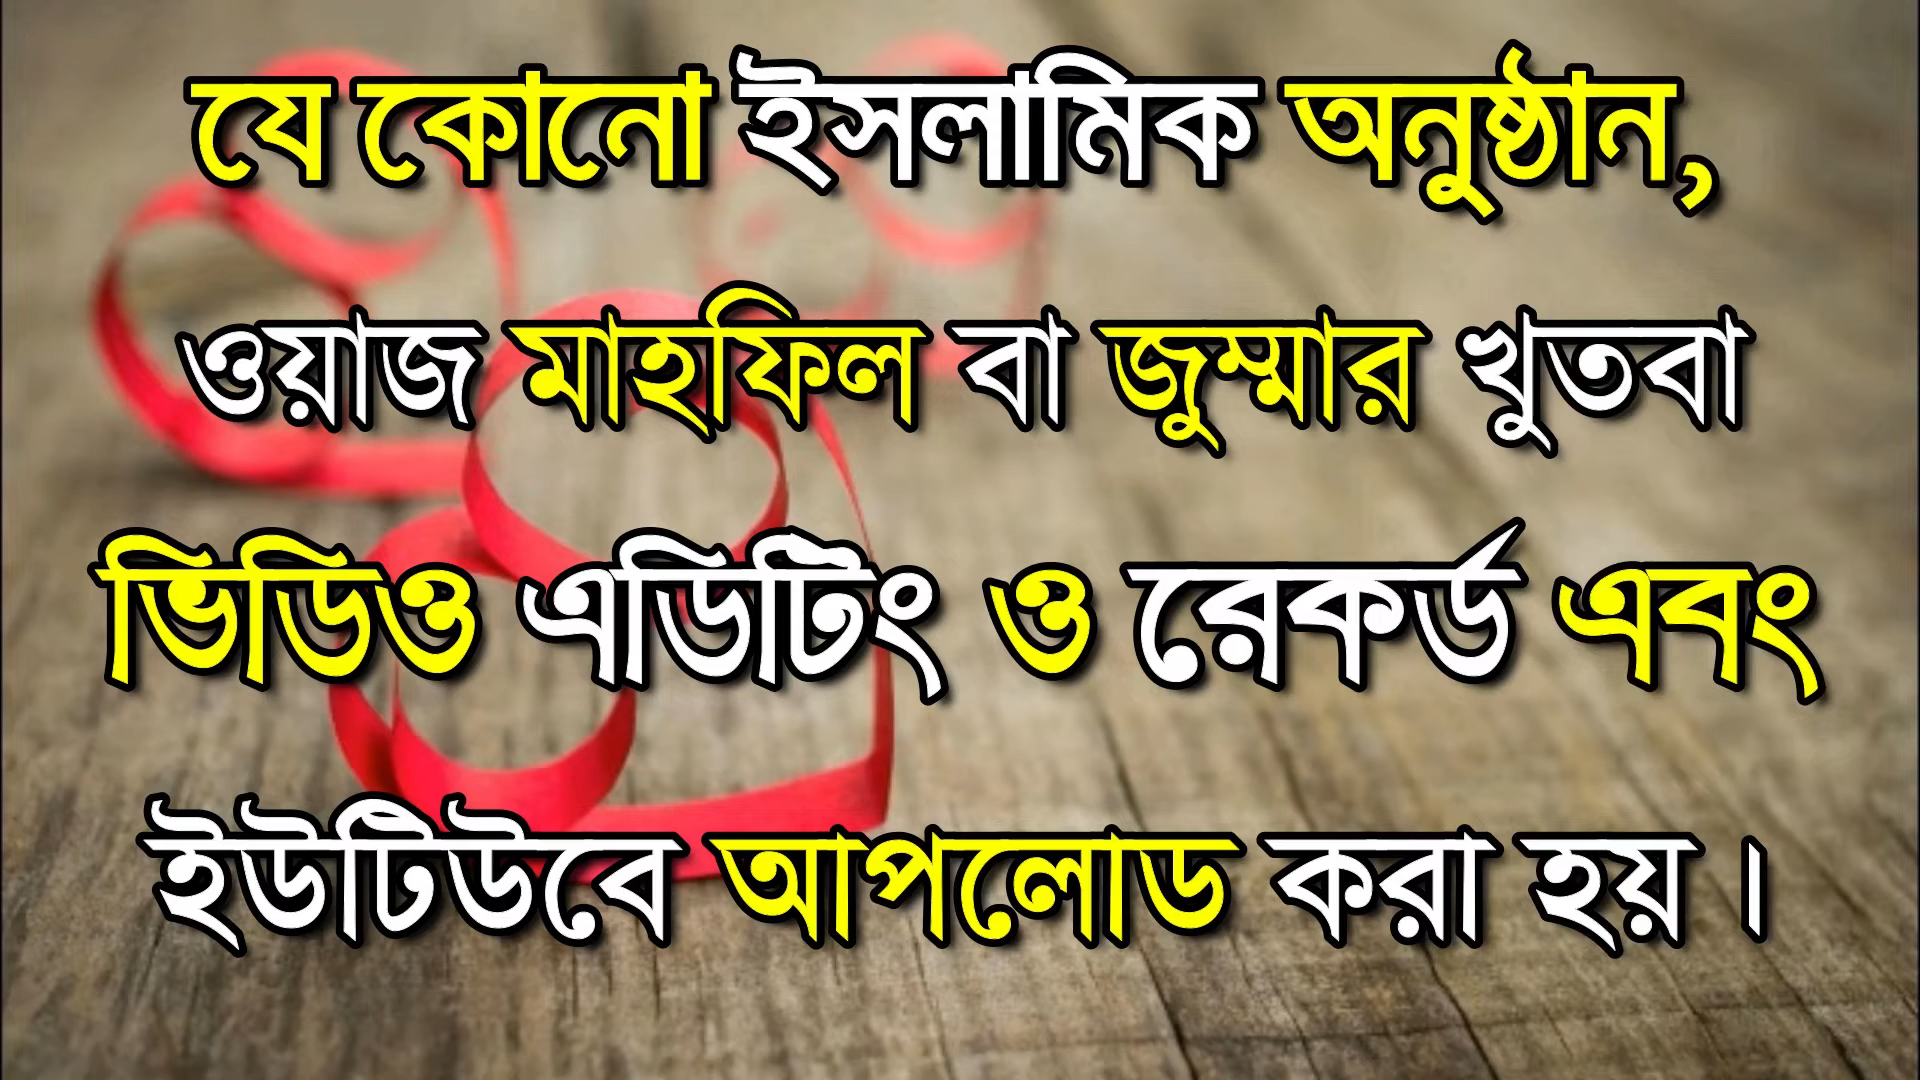 যে কোনো ইসলামিক অনুষ্ঠান,
ওয়াজ মাহফিল বা জুম্মার খুতবা
ভিডিও এডিটিং ও রেকর্ড এবং
ইউটিউবে আপলোড করা হয় ।